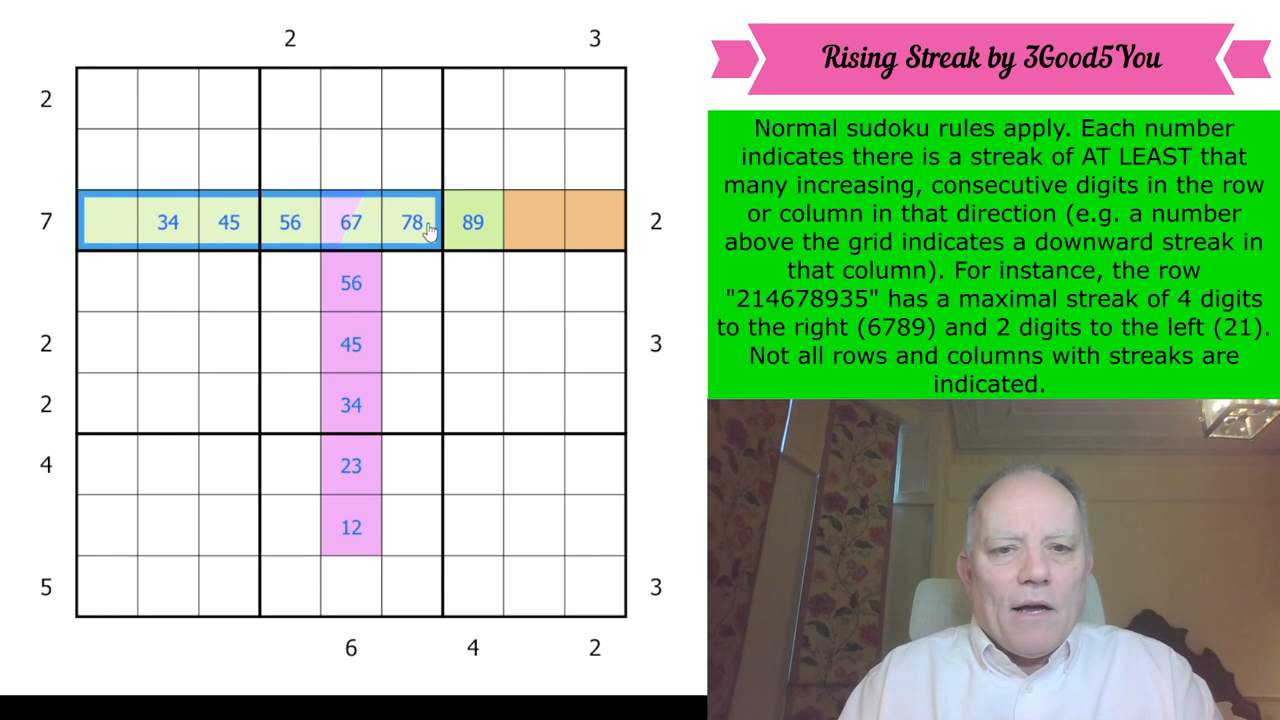 2 3
Rising Streak by 3Good5You
2
Normal sudoku rules apply. Each number
indicates there is a streak of AT LEAST that
many increasing, consecutive digits in the row
or column in that direction (e.g. a number
above the grid indicates a downward streak in
that column). For instance, the row
"214678935" has a maximal streak of 4 digits
to the right (6789) and 2 digits to the left (21).
Not all rows and columns with streaks are
indicated.
7 34 45 56 67 78 89 2
56
2 45 3
2 34
4 23
12
5 3
6 4 2